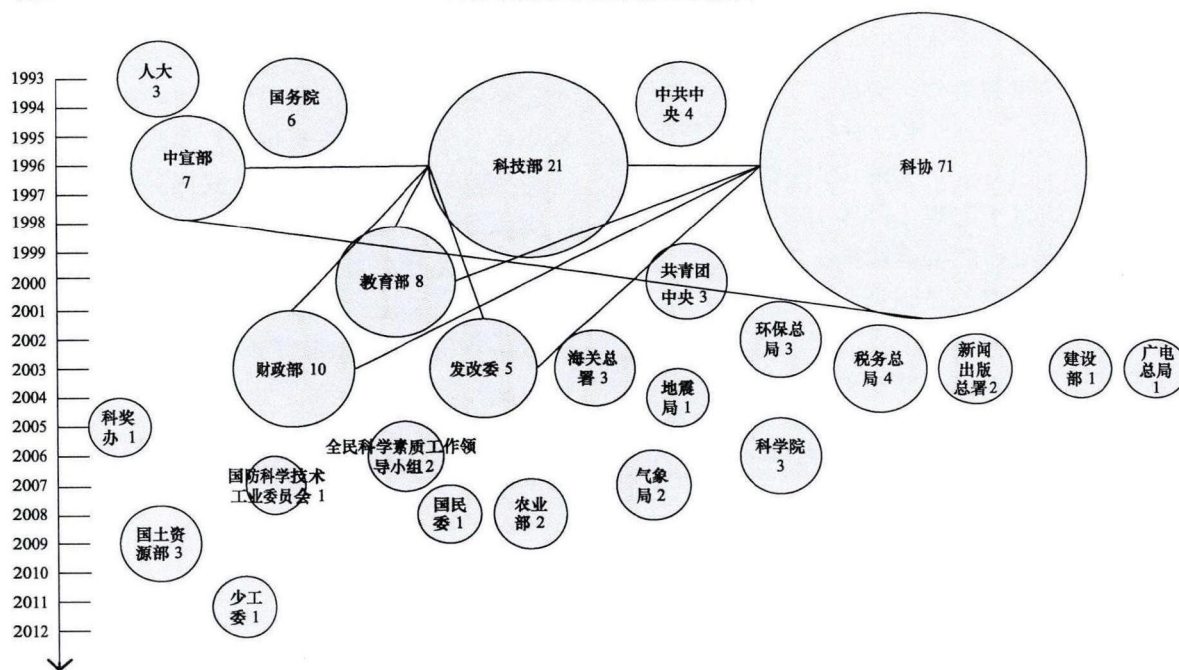 1993
1994
1995
1996
1997
1998
1999
2000
2001
2002
2003
2004
2005
2006
2007
2008
2009
2010
2011
2012
人大
3
国务院
6
中共中
央 4
中宣部
7
科技部 21
科协 71
教育部 8
共青团
中央 3
财政部 10
发改委 5
海关总
署 3
环保总
局 3
税务总
局 4
新闻
出版
总署2
建设
部 1
广电
总局
1
地震
局 1
科奖
办 1
全民科学素质工作领
导小组 2
科学院
3
国防科学技术
工业委员会 1
气象
局 2
国民
委 1
农业
部 2
国土资
源部 3
少工
委 1